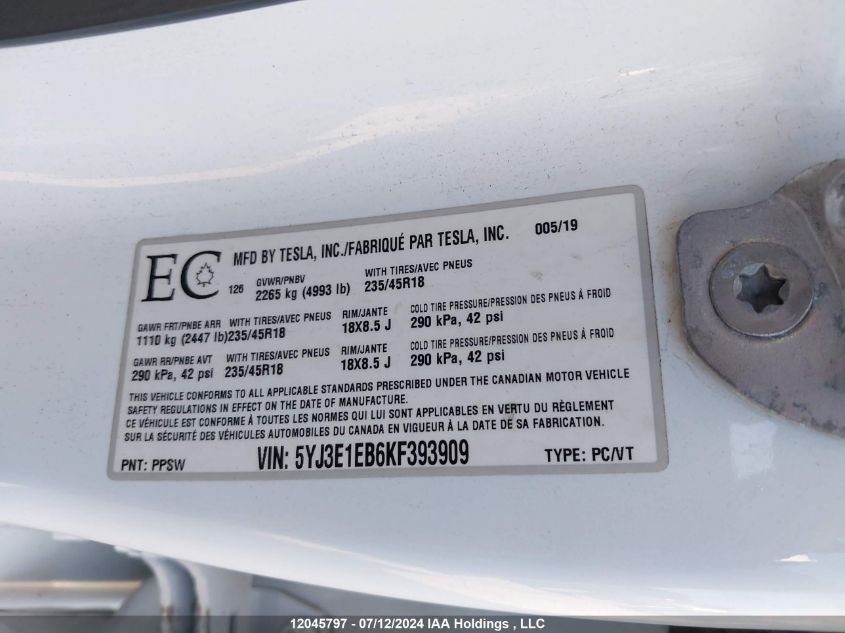 EC 126
MFD BY TESLA, INC./FABRIQUÉ PAR TESLA, INC. 005/19
GVWR/PNBV WITH TIRES/AVEC PNEUS
2265 kg (4993 lb) 235/45R18
GAWR FRT/PNBE ARR WITH TIRES/AVEC PNEUS RIM/JANTE COLD TIRE PRESSURE/PRESSION DES PNEUS À FROID
1110 kg (2447 lb)235/45R18 18X8.5 J 290 kPa, 42 psi
GAWR RR/PNBE AVT WITH TIRES/AVEC PNEUS RIM/JANTE COLD TIRE PRESSURE/PRESSION DES PNEUS À FROID
290 kPa, 42 psi 235/45R18 18X8.5 J 290 kPa, 42 psi
THIS VEHICLE CONFORMS TO ALL APPLICABLE STANDARDS PRESCRIBED UNDER THE CANADIAN MOTOR VEHICLE
SAFETY REGULATIONS IN EFFECT ON THE DATE OF MANUFACTURE.
CE VÉHICULE EST CONFORME À TOUTES LES NORMES QUI LUI SONT APPLICABLES EN VERTU DU RÈGLEMENT
SUR LA SÉCURITÉ DES VÉHICULES AUTOMOBILES DU CANADA EN VIGUEUR À LA DATE DE SA FABRICATION.
PNT: PPSW VIN: 5YJ3E1EB6KF393909 TYPE: PC/VT
12045797 - 07/12/2024 IAA Holdings , LLC